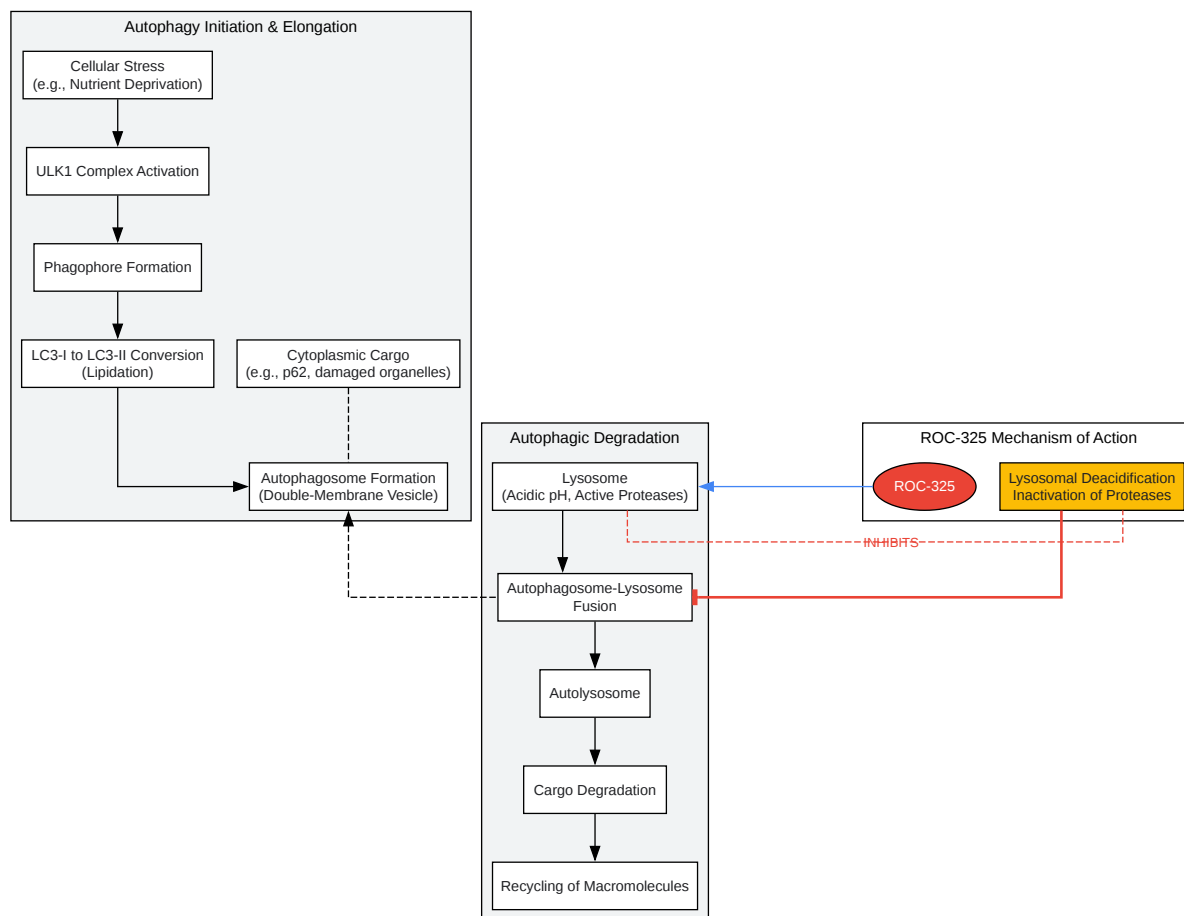 Autophagy Initiation & Elongation
Cellular Stress
(e.g., Nutrient Deprivation)
ULK1 Complex Activation
Phagophore Formation
LC3-I to LC3-II Conversion
(Lipidation)
Cytoplasmic Cargo
(e.g., p62, damaged organelles)
Autophagosome Formation
(Double-Membrane Vesicle)
Autophagic Degradation
Lysosome
(Acidic pH, Active Proteases)
Autophagosome-Lysosome
Fusion
Autolysosome
Cargo Degradation
Recycling of Macromolecules
ROC-325 Mechanism of Action
ROC-325
Lysosomal Deacidification
Inactivation of Proteases
INHIBITS